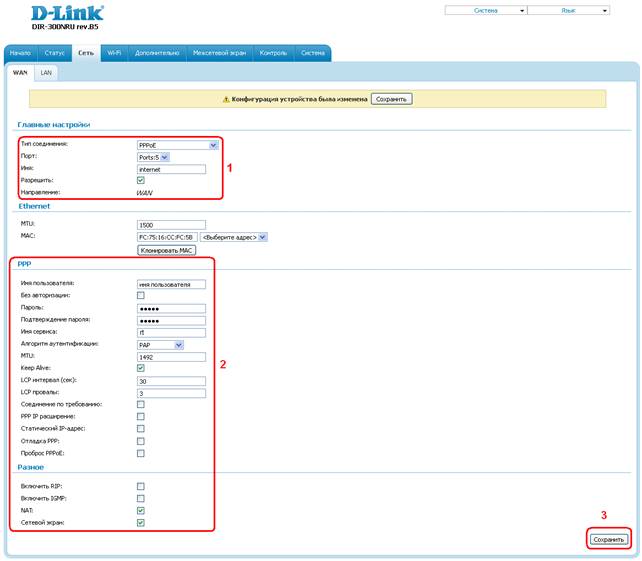 D-Link
DIR-300NRU rev.B5
Система Язык
Начало Статус Сеть Wi-Fi Дополнительно Межсетевой экран Контроль Система
WAN LAN
Конфигурация устройства была изменена Сохранить
Главные настройки
Тип соединения: PPPoE
Порт: Ports:5
Имя: internet
Разрешить:
Направление: WAN
1
Ethernet
MTU: 1500
MAC: FC:75:16:CC:FC:5B <Выберите адрес>
Клонировать MAC
PPP
Имя пользователя: имя пользователя
Без авторизации:
Пароль: •••••
Подтверждение пароля: •••••
Имя сервиса: rt
Алгоритм аутентификации: PAP
MTU: 1492
2
Keep Alive:
LCP интервал (сек): 30
LCP провалы: 3
Соединение по требованию:
PPP IP расширение:
Статический IP-адрес:
Отладка PPP:
Проброс PPPoE:
Разное
Включить RIP:
Включить IGMP:
NAT:
Сетевой экран:
3
Сохранить